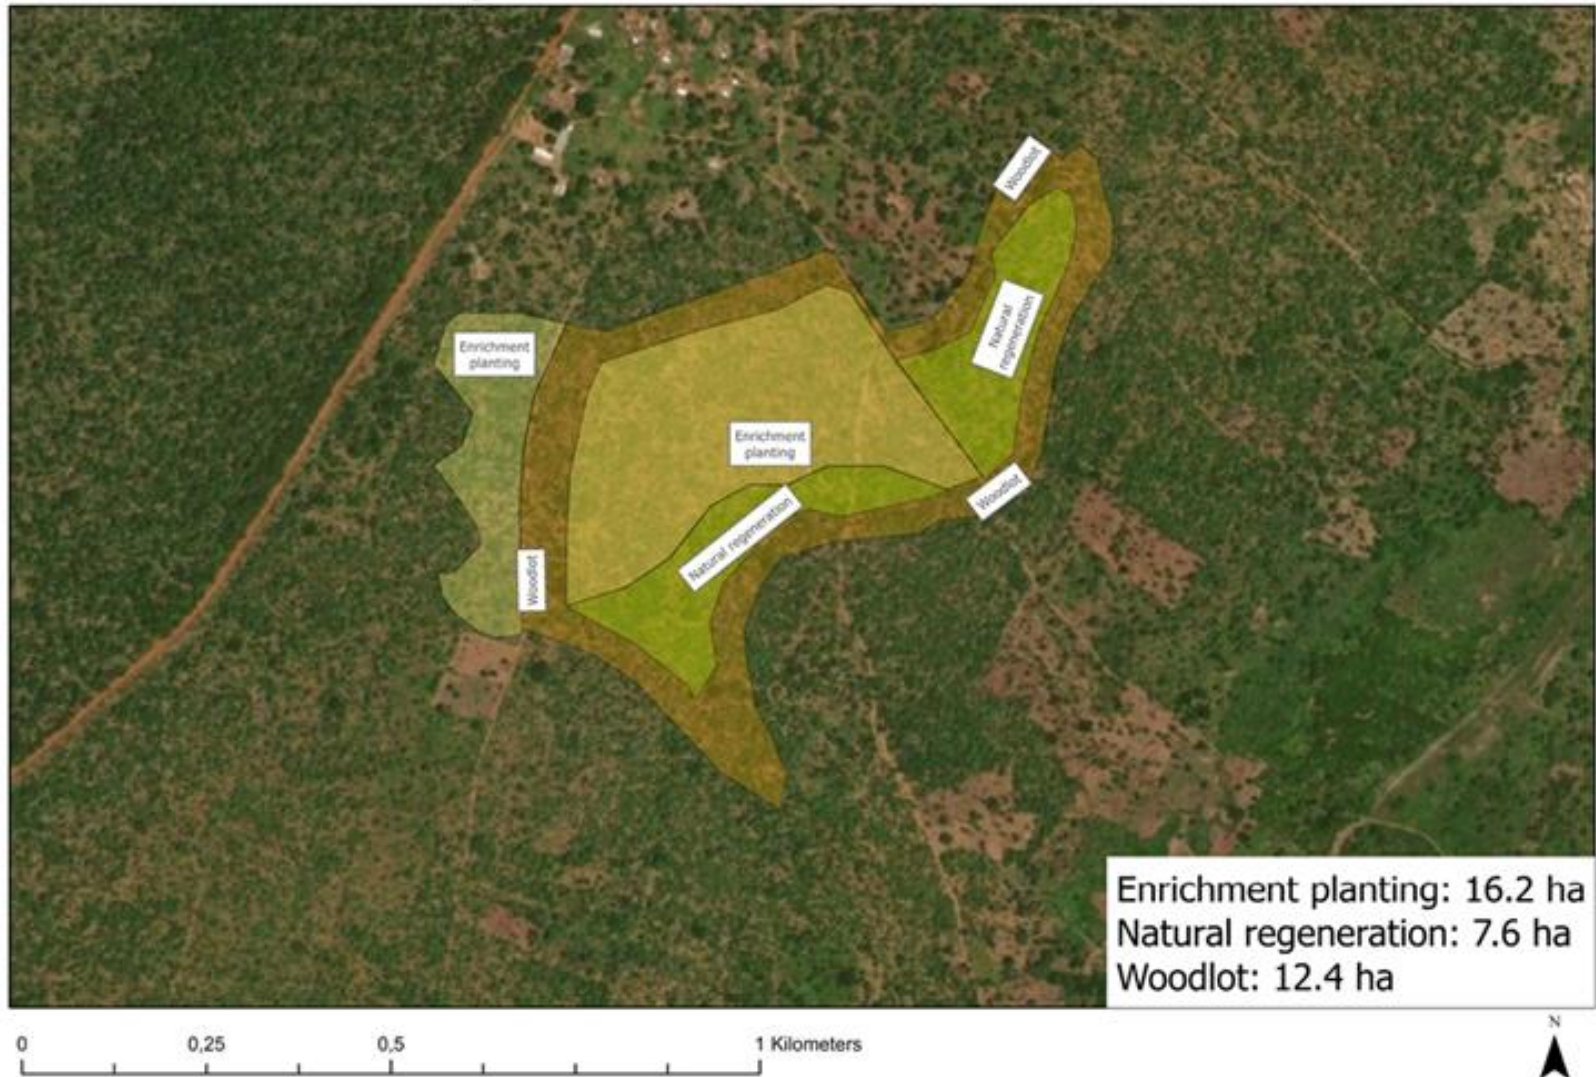 Woodlot
Natural
regeneration
Enrichment
planting
Enrichment
planting
Woodlot
Natural regeneration
Woodlot
Enrichment planting: 16.2 ha
Natural regeneration: 7.6 ha
Woodlot: 12.4 ha
0 0,25 0,5 1 Kilometers
N